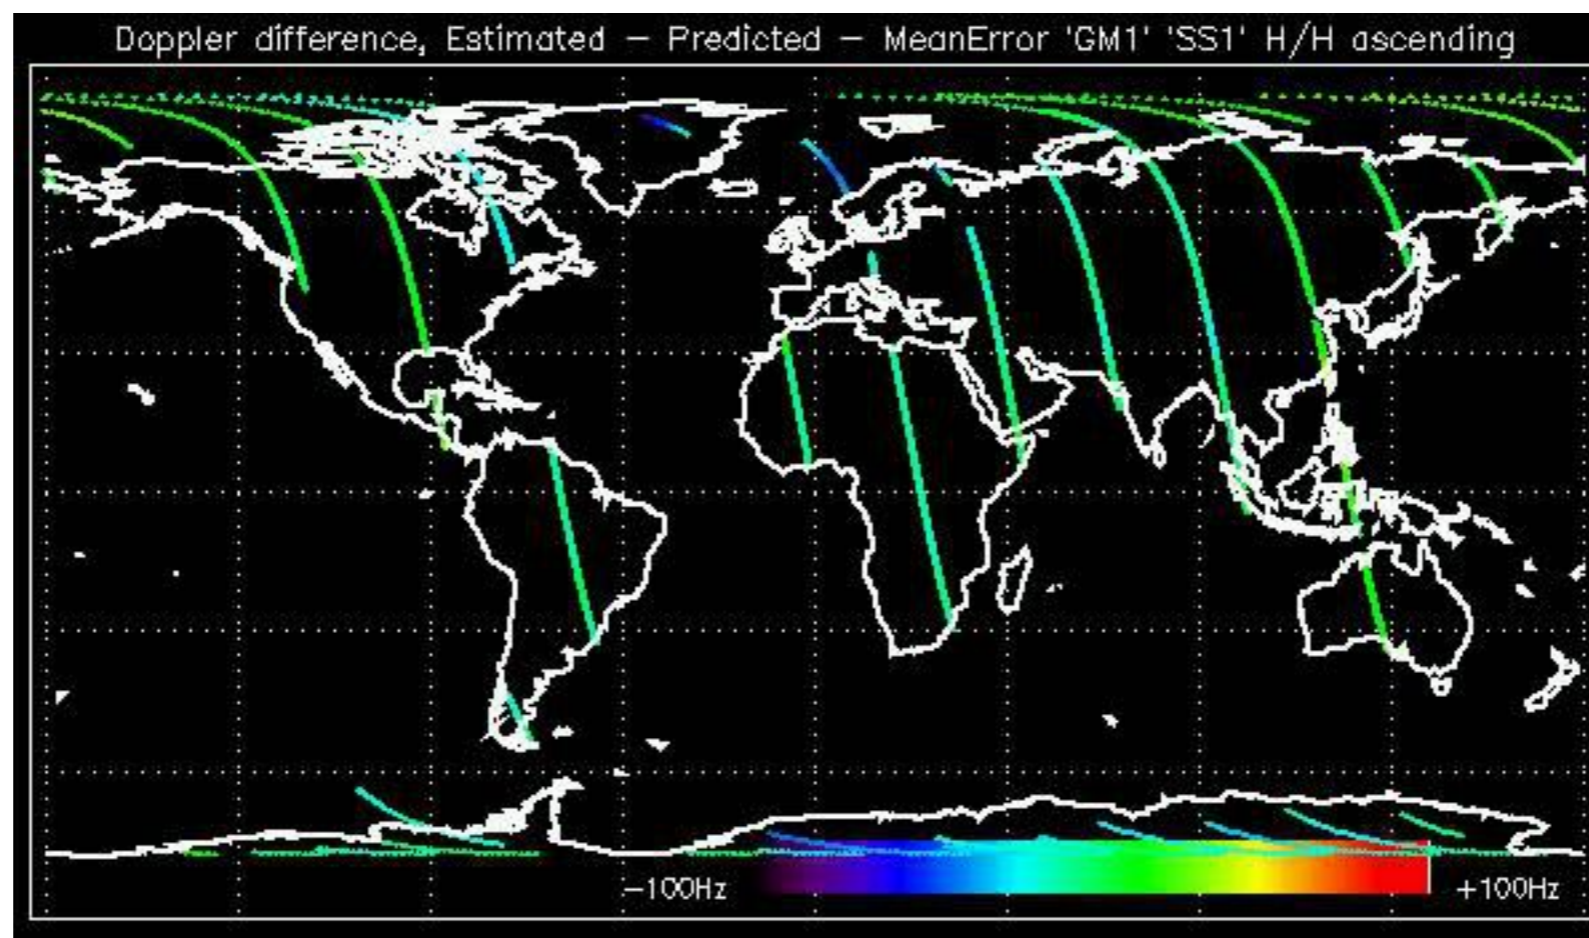 Doppler difference, Estimated — Predicted — MeanError 'GM1' 'SS1' H/H ascending
−100Hz
+100Hz